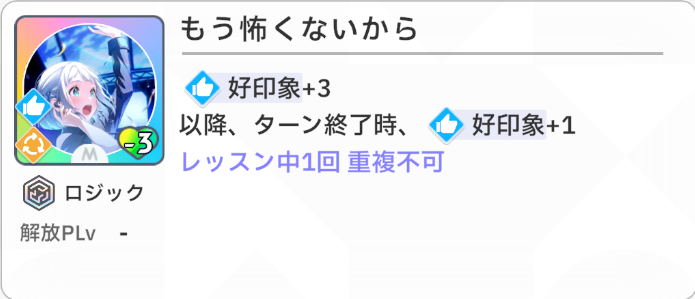 もう怖くないから
好印象+3
以降、ターン終了時、好印象+1
レッスン中1回 重複不可
-3
M
ロジック
解放PLv -